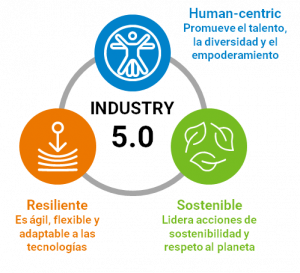 Human-centric
Promueve el talento,
la diversidad y el
empoderamiento
INDUSTRY
5.0
Resiliente
Es ágil, flexible y
adaptable a las
tecnologías
Sostenible
Lidera acciones de
sostenibilidad y
respeto al planeta